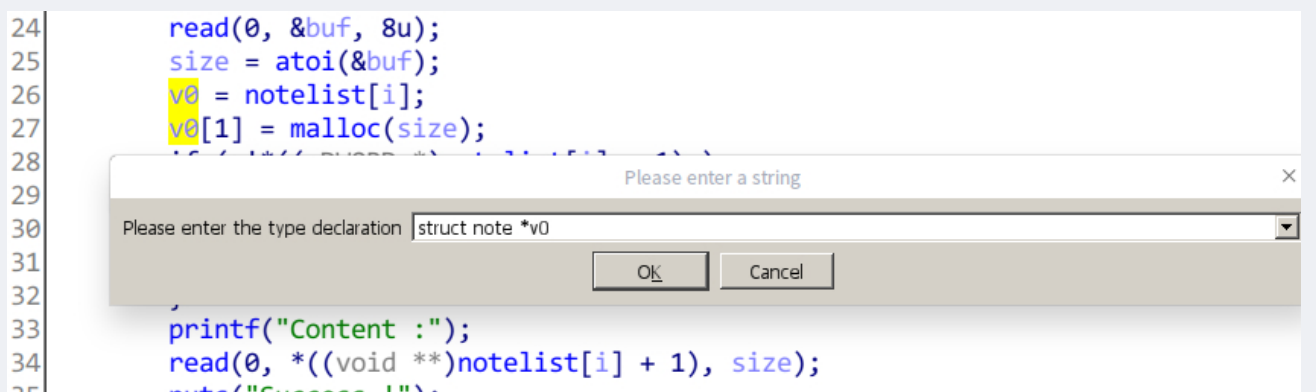 24 read(0, &buf, 8u);
25 size = atoi(&buf);
26 v0 = notelist[i];
27 v0[1] = malloc(size);
28
Please enter a string ×
29
30 Please enter the type declaration struct note *v0
31 OK Cancel
32
33 printf("Content :");
34 read(0, *((void **)notelist[i] + 1), size);